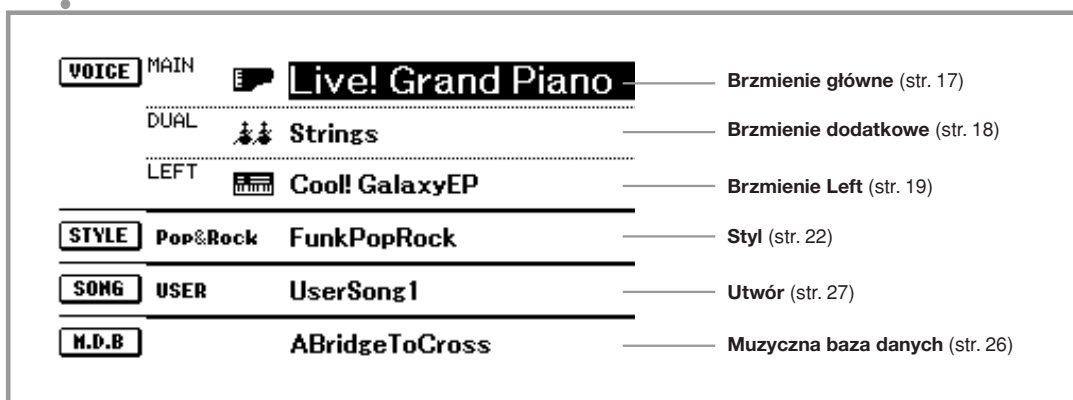 VOICE MAIN Live! Grand Piano Brzmienie główne (str. 17)
DUAL Strings Brzmienie dodatkowe (str. 18)
LEFT Cool! GalaxyEP Brzmienie Left (str. 19)
STYLE Pop&Rock FunkPopRock Styl (str. 22)
SONG USER UserSong1 Utwór (str. 27)
M.D.B ABridgeToCross Muzyczna baza danych (str. 26)